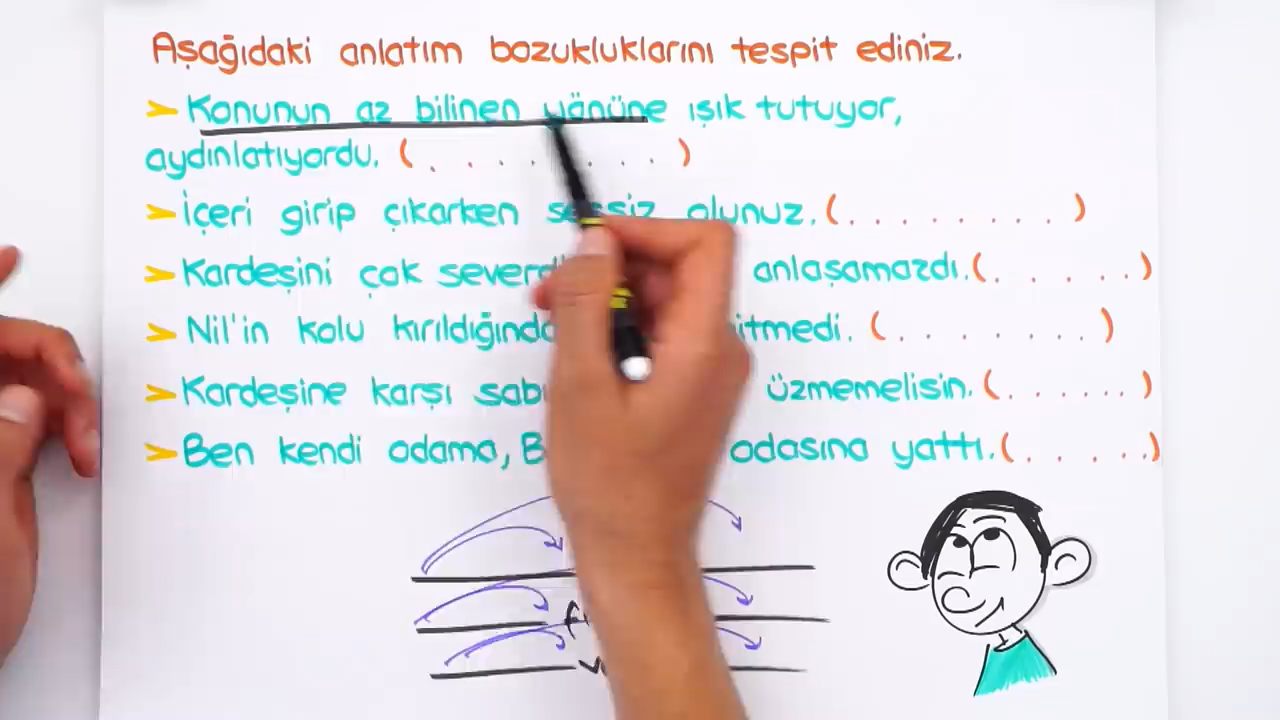 Aşağıdaki anlatım bozukluklarını tespit ediniz.
➢ Konunun az bilinen yönüne ışık tutuyor,
aydınlatıyordu. (. . . . . . .)
➢ İçeri girip çıkarken sessiz olunuz. (. . . . . . . .)
➢ Kardeşini çok anlaşamazdı. (. . . . .)
➢ Nil'in kolu (. . . . . . .)
➢ Kardeşine karşı üzmemelisin. (. . . . . .)
➢ Ben kendi odama, odasına yattı. (. . . . .)